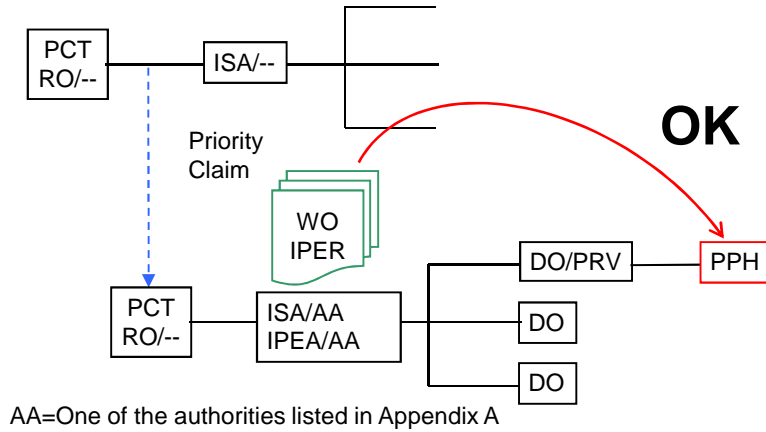 PCT
RO/--
ISA/--
OK
Priority
Claim
WO
IPER
DO/PRV
PPH
PCT
RO/--
ISA/AA
IPEA/AA
DO
DO
AA=One of the authorities listed in Appendix A